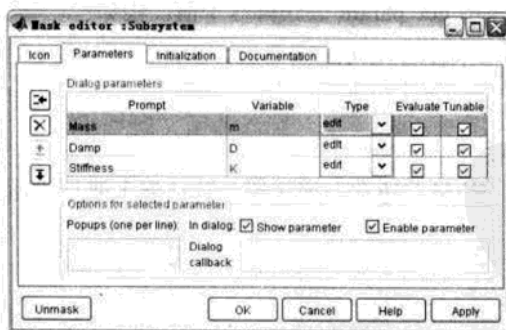 Mask editor :Subsystem
Icon Parameters Initialization Documentation
Dialog parameters
Prompt Variable Type Evaluate Tunable
Mass m edit
Damp D edit
Stiffness K edit
Options for selected parameter
Popups (one per line): In dialog: Show parameter Enable parameter
Dialog
callback
Unmask OK Cancel Help Apply